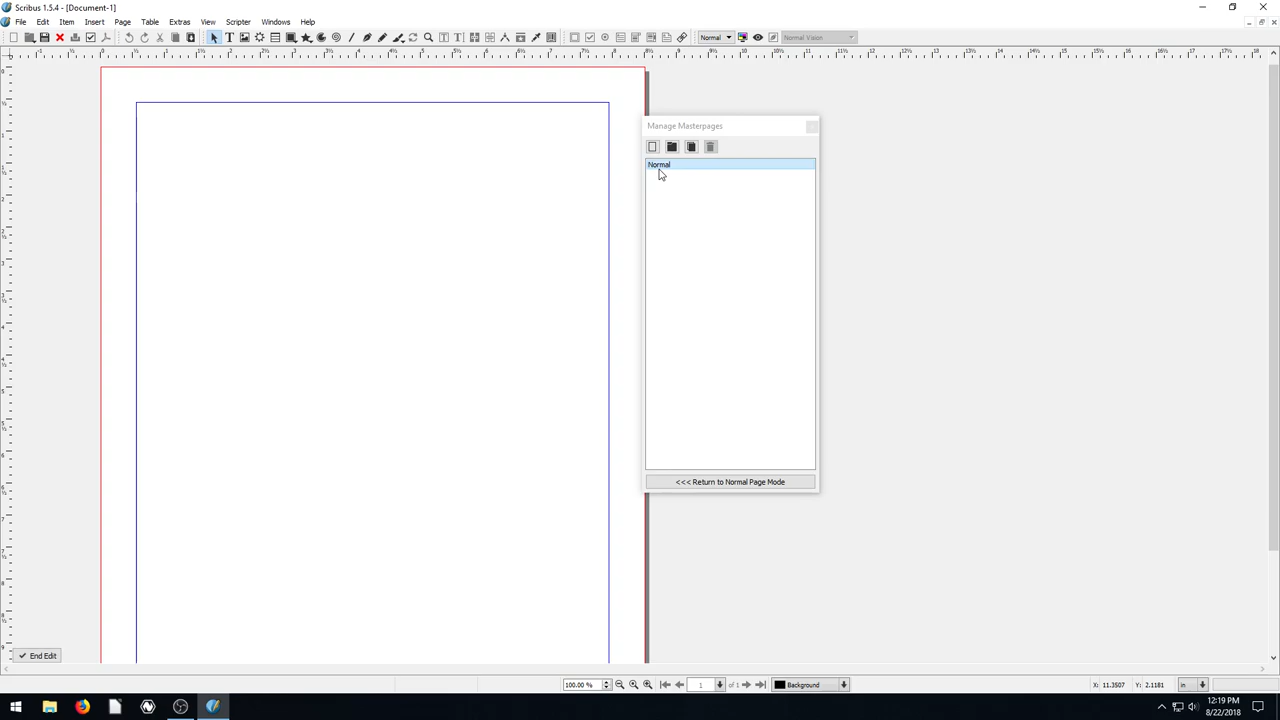 Scribus 1.5.4 - [Document-1]
File Edit Item Insert Page Table Extras View Scripter Windows Help
Normal Normal Vision
Manage Masterpages
Normal
<<< Return to Normal Page Mode
End Edit
100.00 % 1 of 1 Background X: 11.3507 Y: 2.1181 in
12:19 PM
8/22/2018